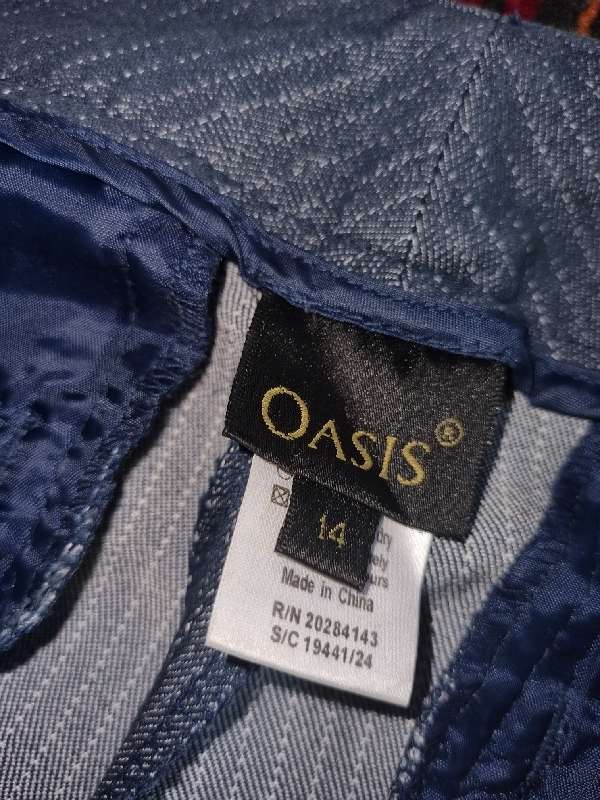 OASIS®
14
Made in China
R/N 20284143
S/C 19441/24